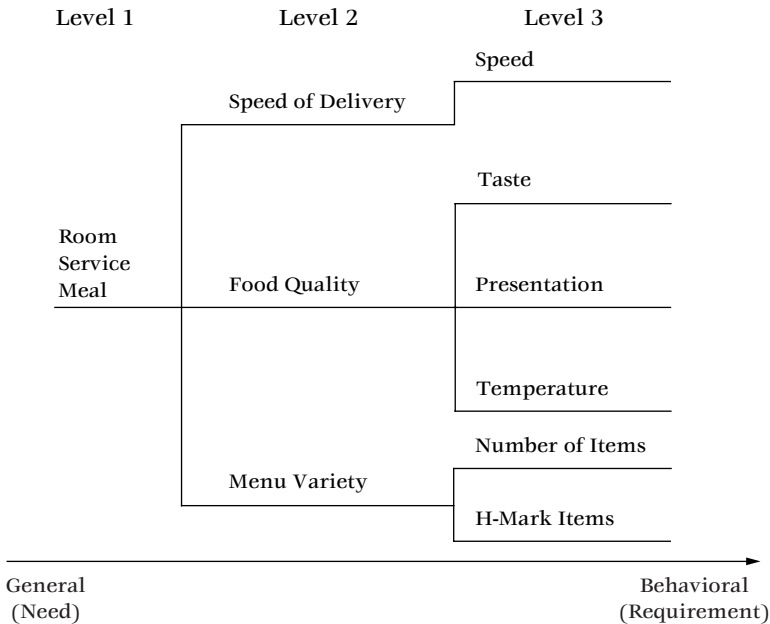 Level 1 Level 2 Level 3
Speed
Speed of Delivery
Taste
Room
Service
Meal
Food Quality
Presentation
Temperature
Number of Items
Menu Variety
H-Mark Items
General
(Need)
Behavioral
(Requirement)